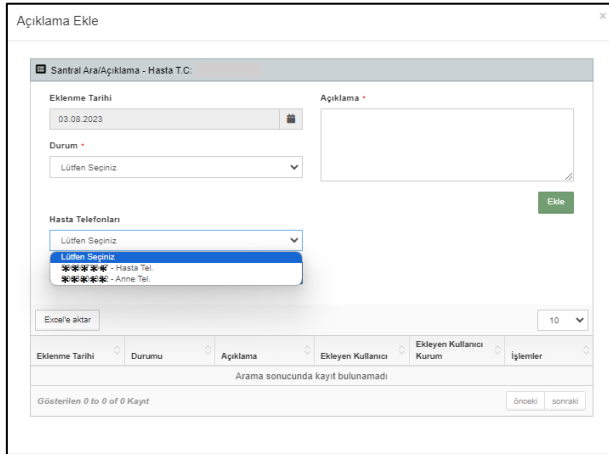 Açıklama Ekle
×
Santral Ara/Açıklama - Hasta T.C:
Eklenme Tarihi
Açıklama *
03.08.2023
Durum *
Lütfen Seçiniz
Ekle
Hasta Telefonları
Lütfen Seçiniz
Lütfen Seçiniz
- Hasta Tel.
- Anne Tel.
Excel'e aktar
10
Eklenme Tarihi Durumu Açıklama Ekleyen Kullanıcı Ekleyen Kullanıcı Kurum İşlemler
Arama sonucunda kayıt bulunamadı
Gösterilen 0 to 0 of 0 Kayıt
önceki sonraki